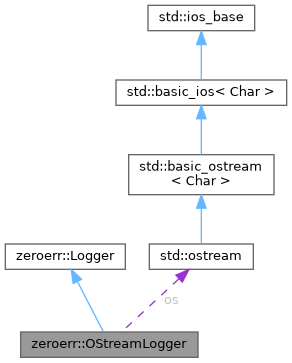 std::ios_base
std::basic_ios< Char >
std::basic_ostream
< Char >
zeroerr::Logger
std::ostream
os
zeroerr::OStreamLogger